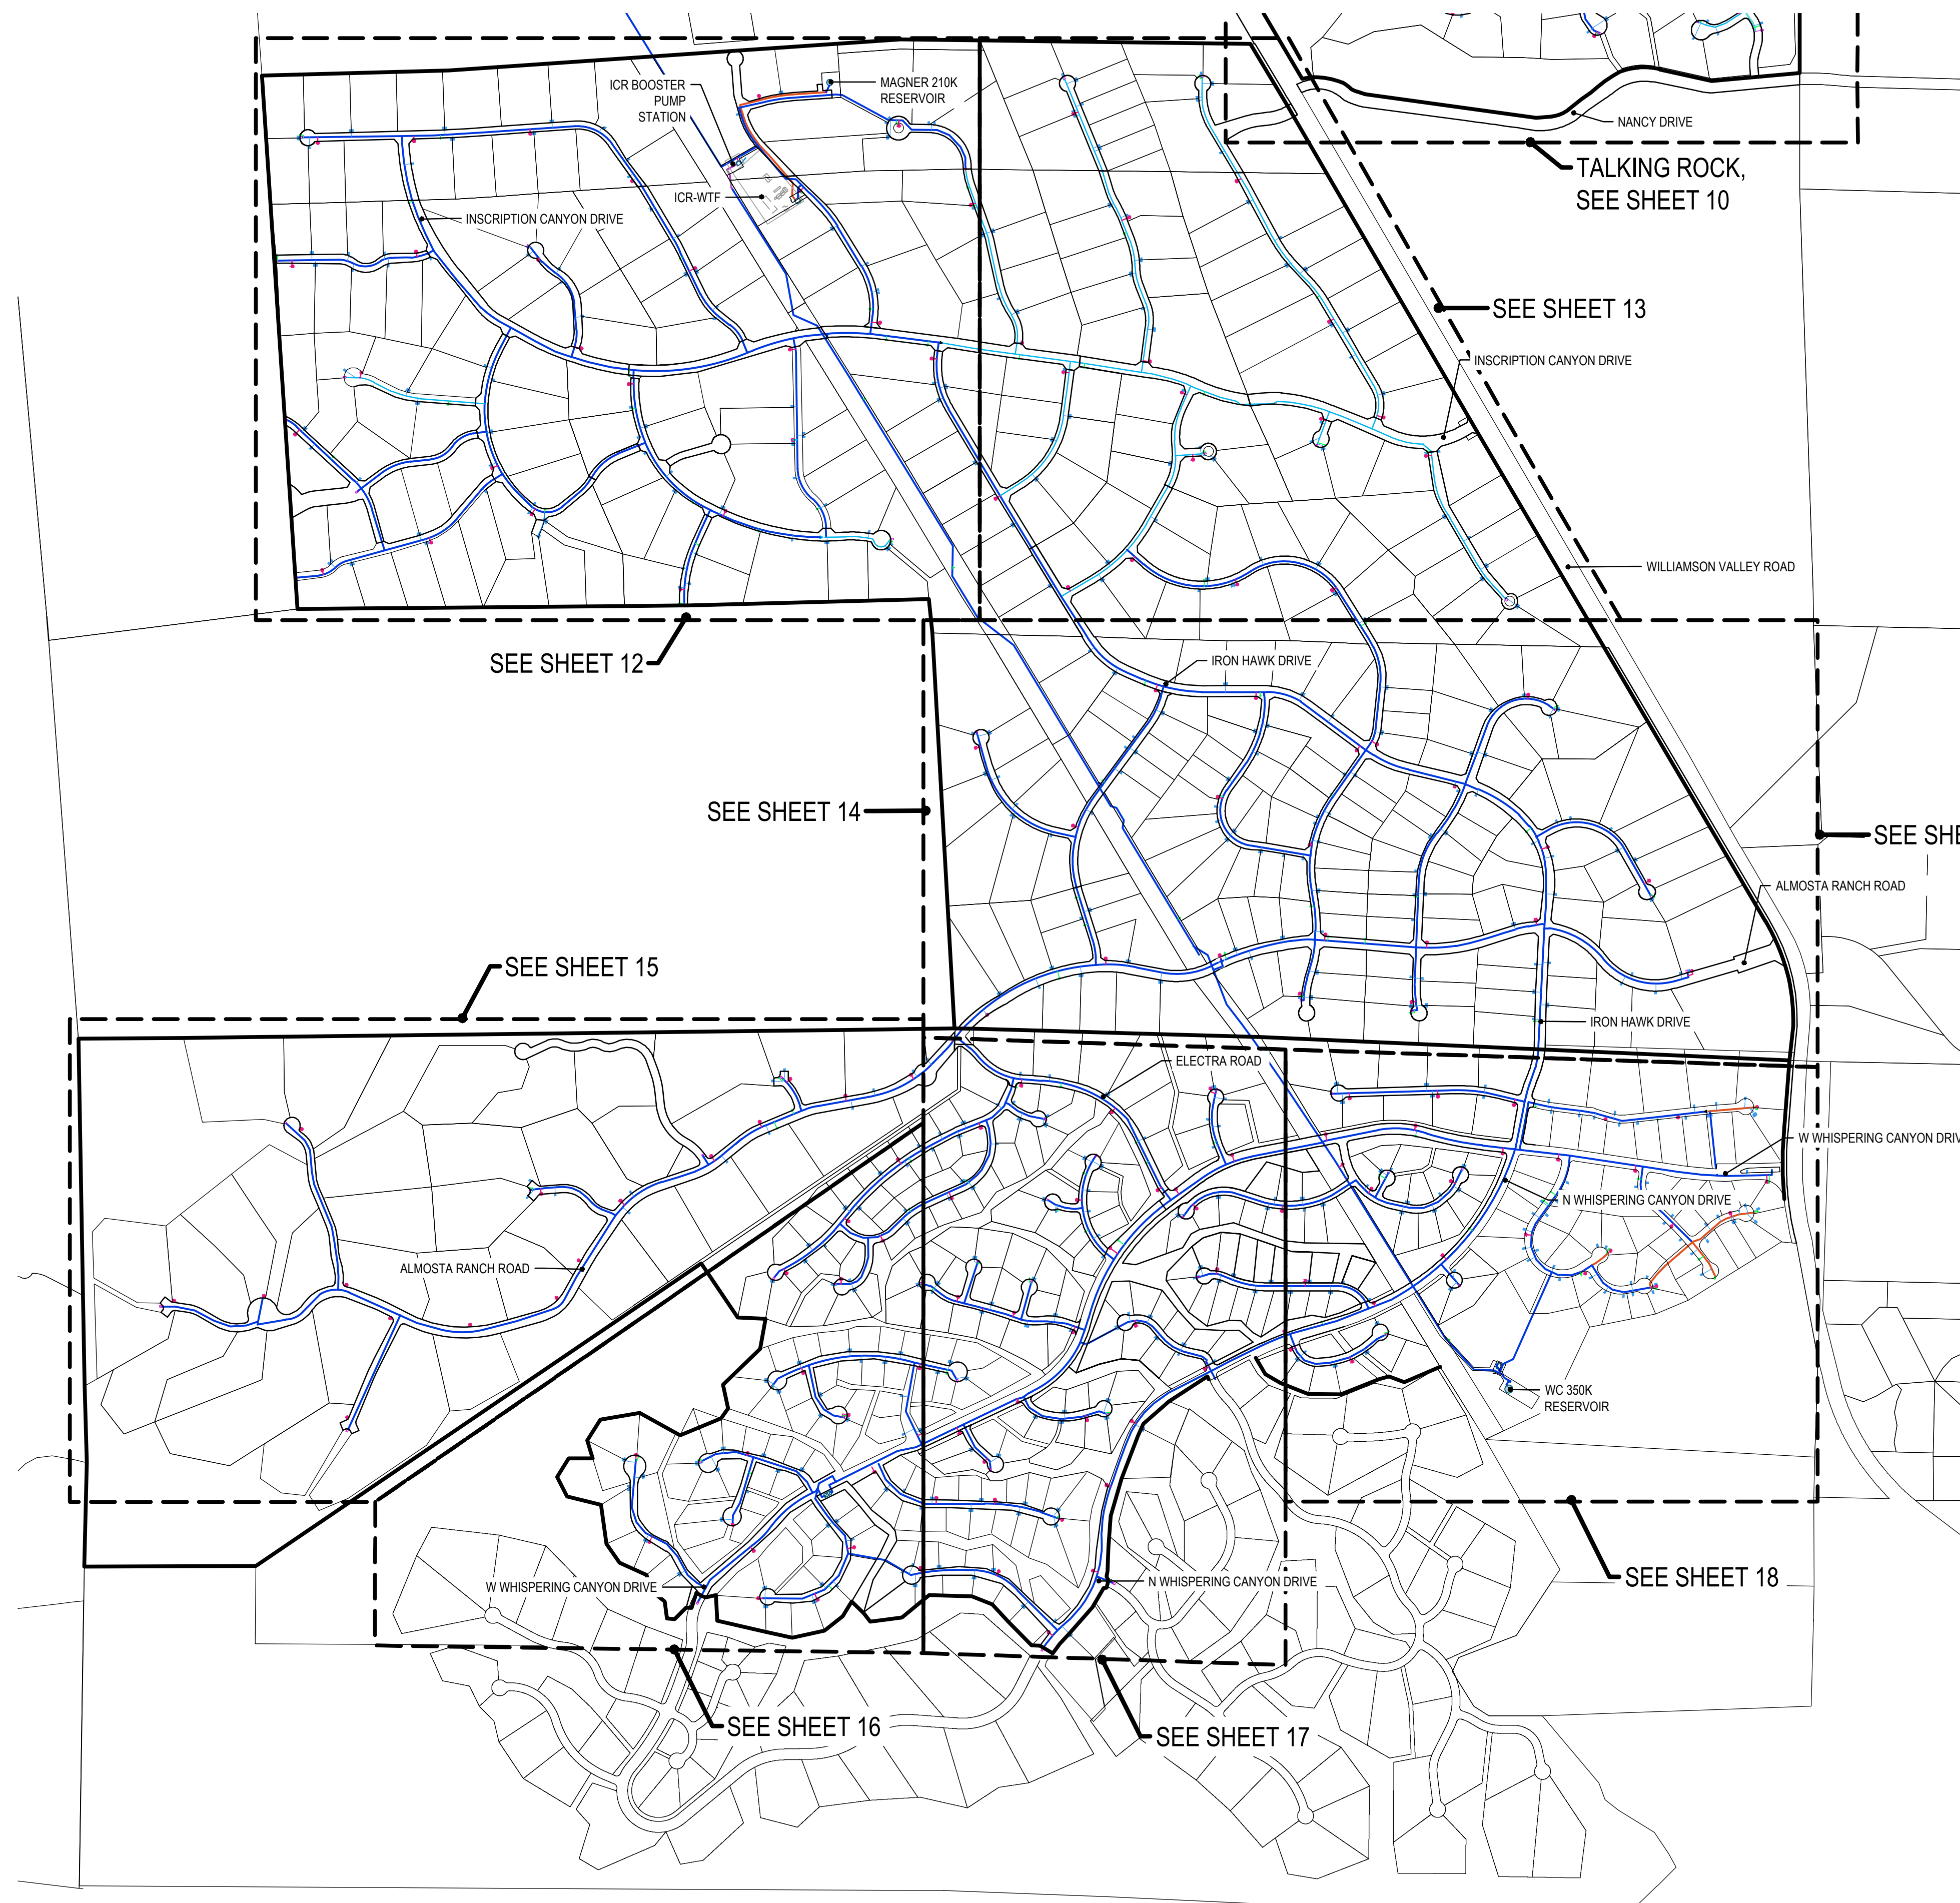 ICR BOOSTER
PUMP
STATION
MAGNER 210K
RESERVOIR
NANCY DRIVE
TALKING ROCK,
SEE SHEET 10
ICR-WTF
INSCRIPTION CANYON DRIVE
SEE SHEET 13
INSCRIPTION CANYON DRIVE
WILLIAMSON VALLEY ROAD
SEE SHEET 12
IRON HAWK DRIVE
SEE SHEET 14
SEE SHE
ALMOSTA RANCH ROAD
SEE SHEET 15
IRON HAWK DRIVE
ELECTRA ROAD
W WHISPERING CANYON DRIV
N WHISPERING CANYON DRIVE
ALMOSTA RANCH ROAD
WC 350K
RESERVOIR
SEE SHEET 18
W WHISPERING CANYON DRIVE
N WHISPERING CANYON DRIVE
SEE SHEET 16
SEE SHEET 17